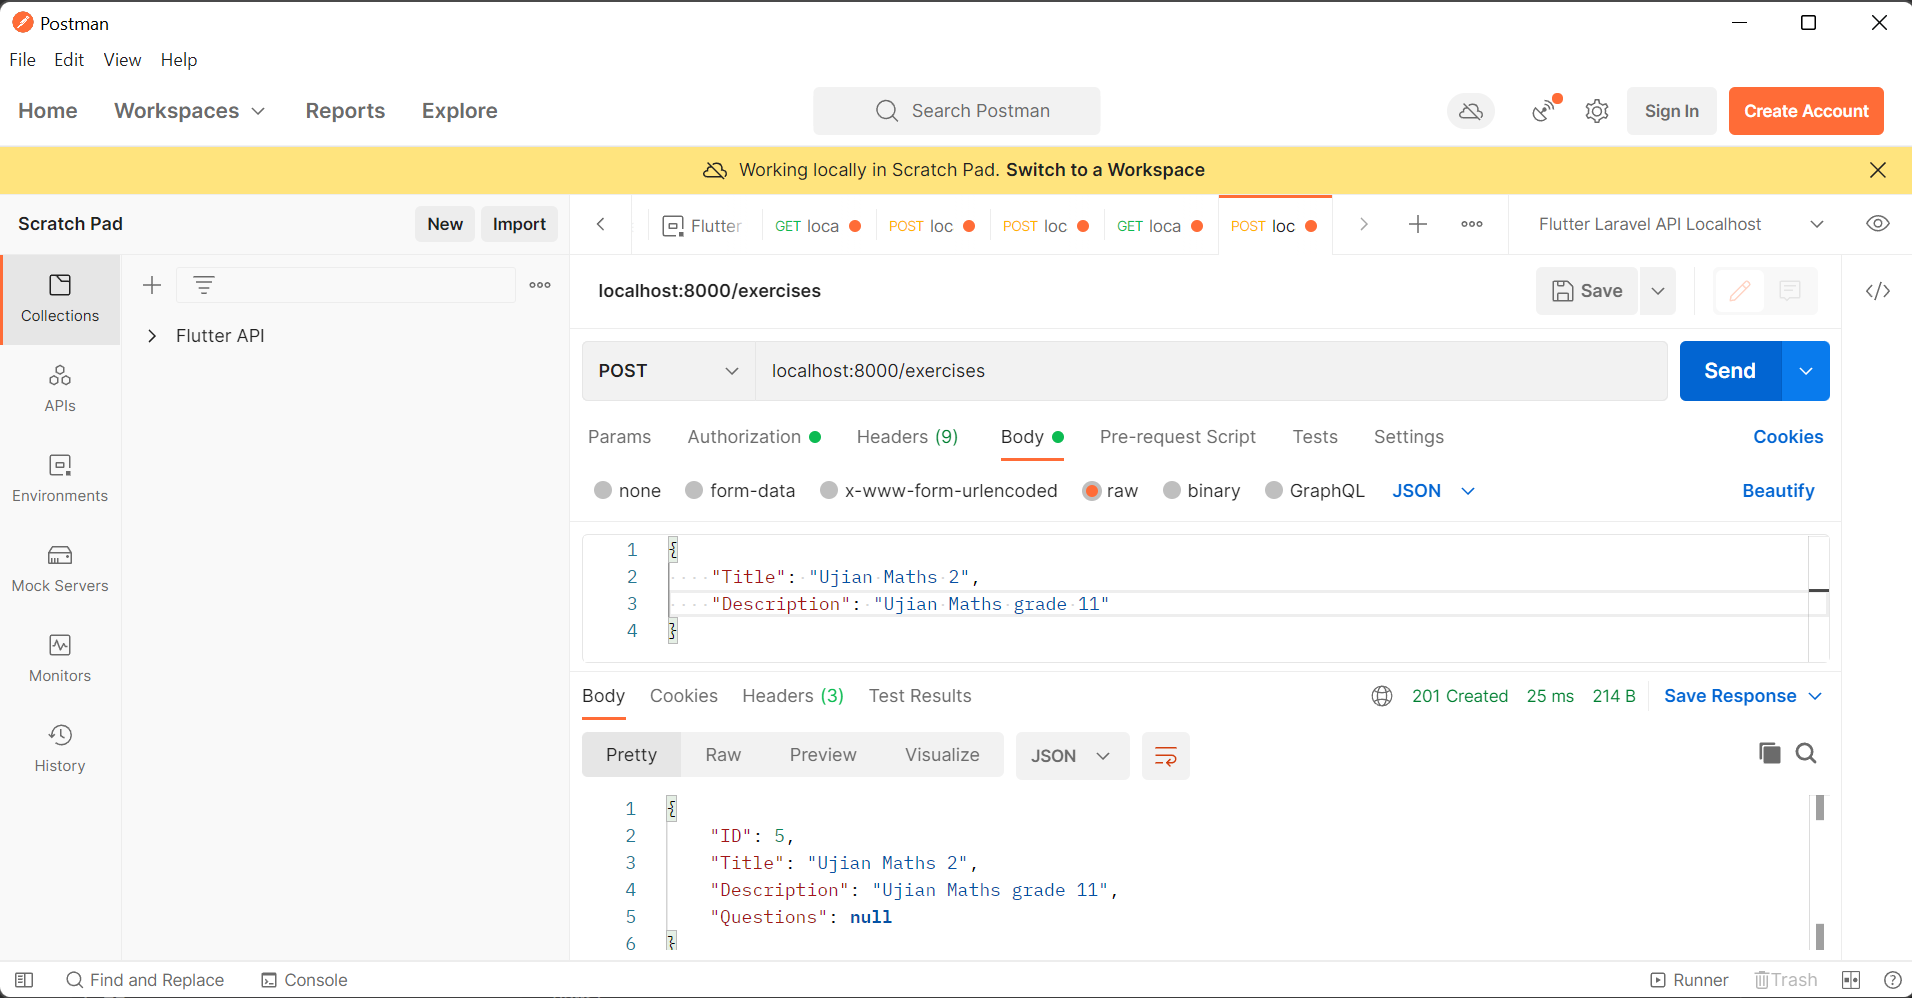 Postman
File Edit View Help
Home Workspaces Reports Explore Search Postman Sign In Create Account
Working locally in Scratch Pad. Switch to a Workspace
Scratch Pad New Import Flutter GET loca POST loc POST loc GET loca POST loc Flutter Laravel API Localhost
Collections
Flutter API
APIs
Environments
Mock Servers
Monitors
History
localhost:8000/exercises Save
POST localhost:8000/exercises Send
Params Authorization Headers (9) Body Pre-request Script Tests Settings Cookies
none form-data x-www-form-urlencoded raw binary GraphQL JSON Beautify
1 {
2 "Title": "Ujian Maths 2",
3 "Description": "Ujian Maths grade 11"
4 }
Body Cookies Headers (3) Test Results 201 Created 25 ms 214 B Save Response
Pretty Raw Preview Visualize JSON
1 {
2 "ID": 5,
3 "Title": "Ujian Maths 2",
4 "Description": "Ujian Maths grade 11",
5 "Questions": null
6 }
Find and Replace Console Runner Trash